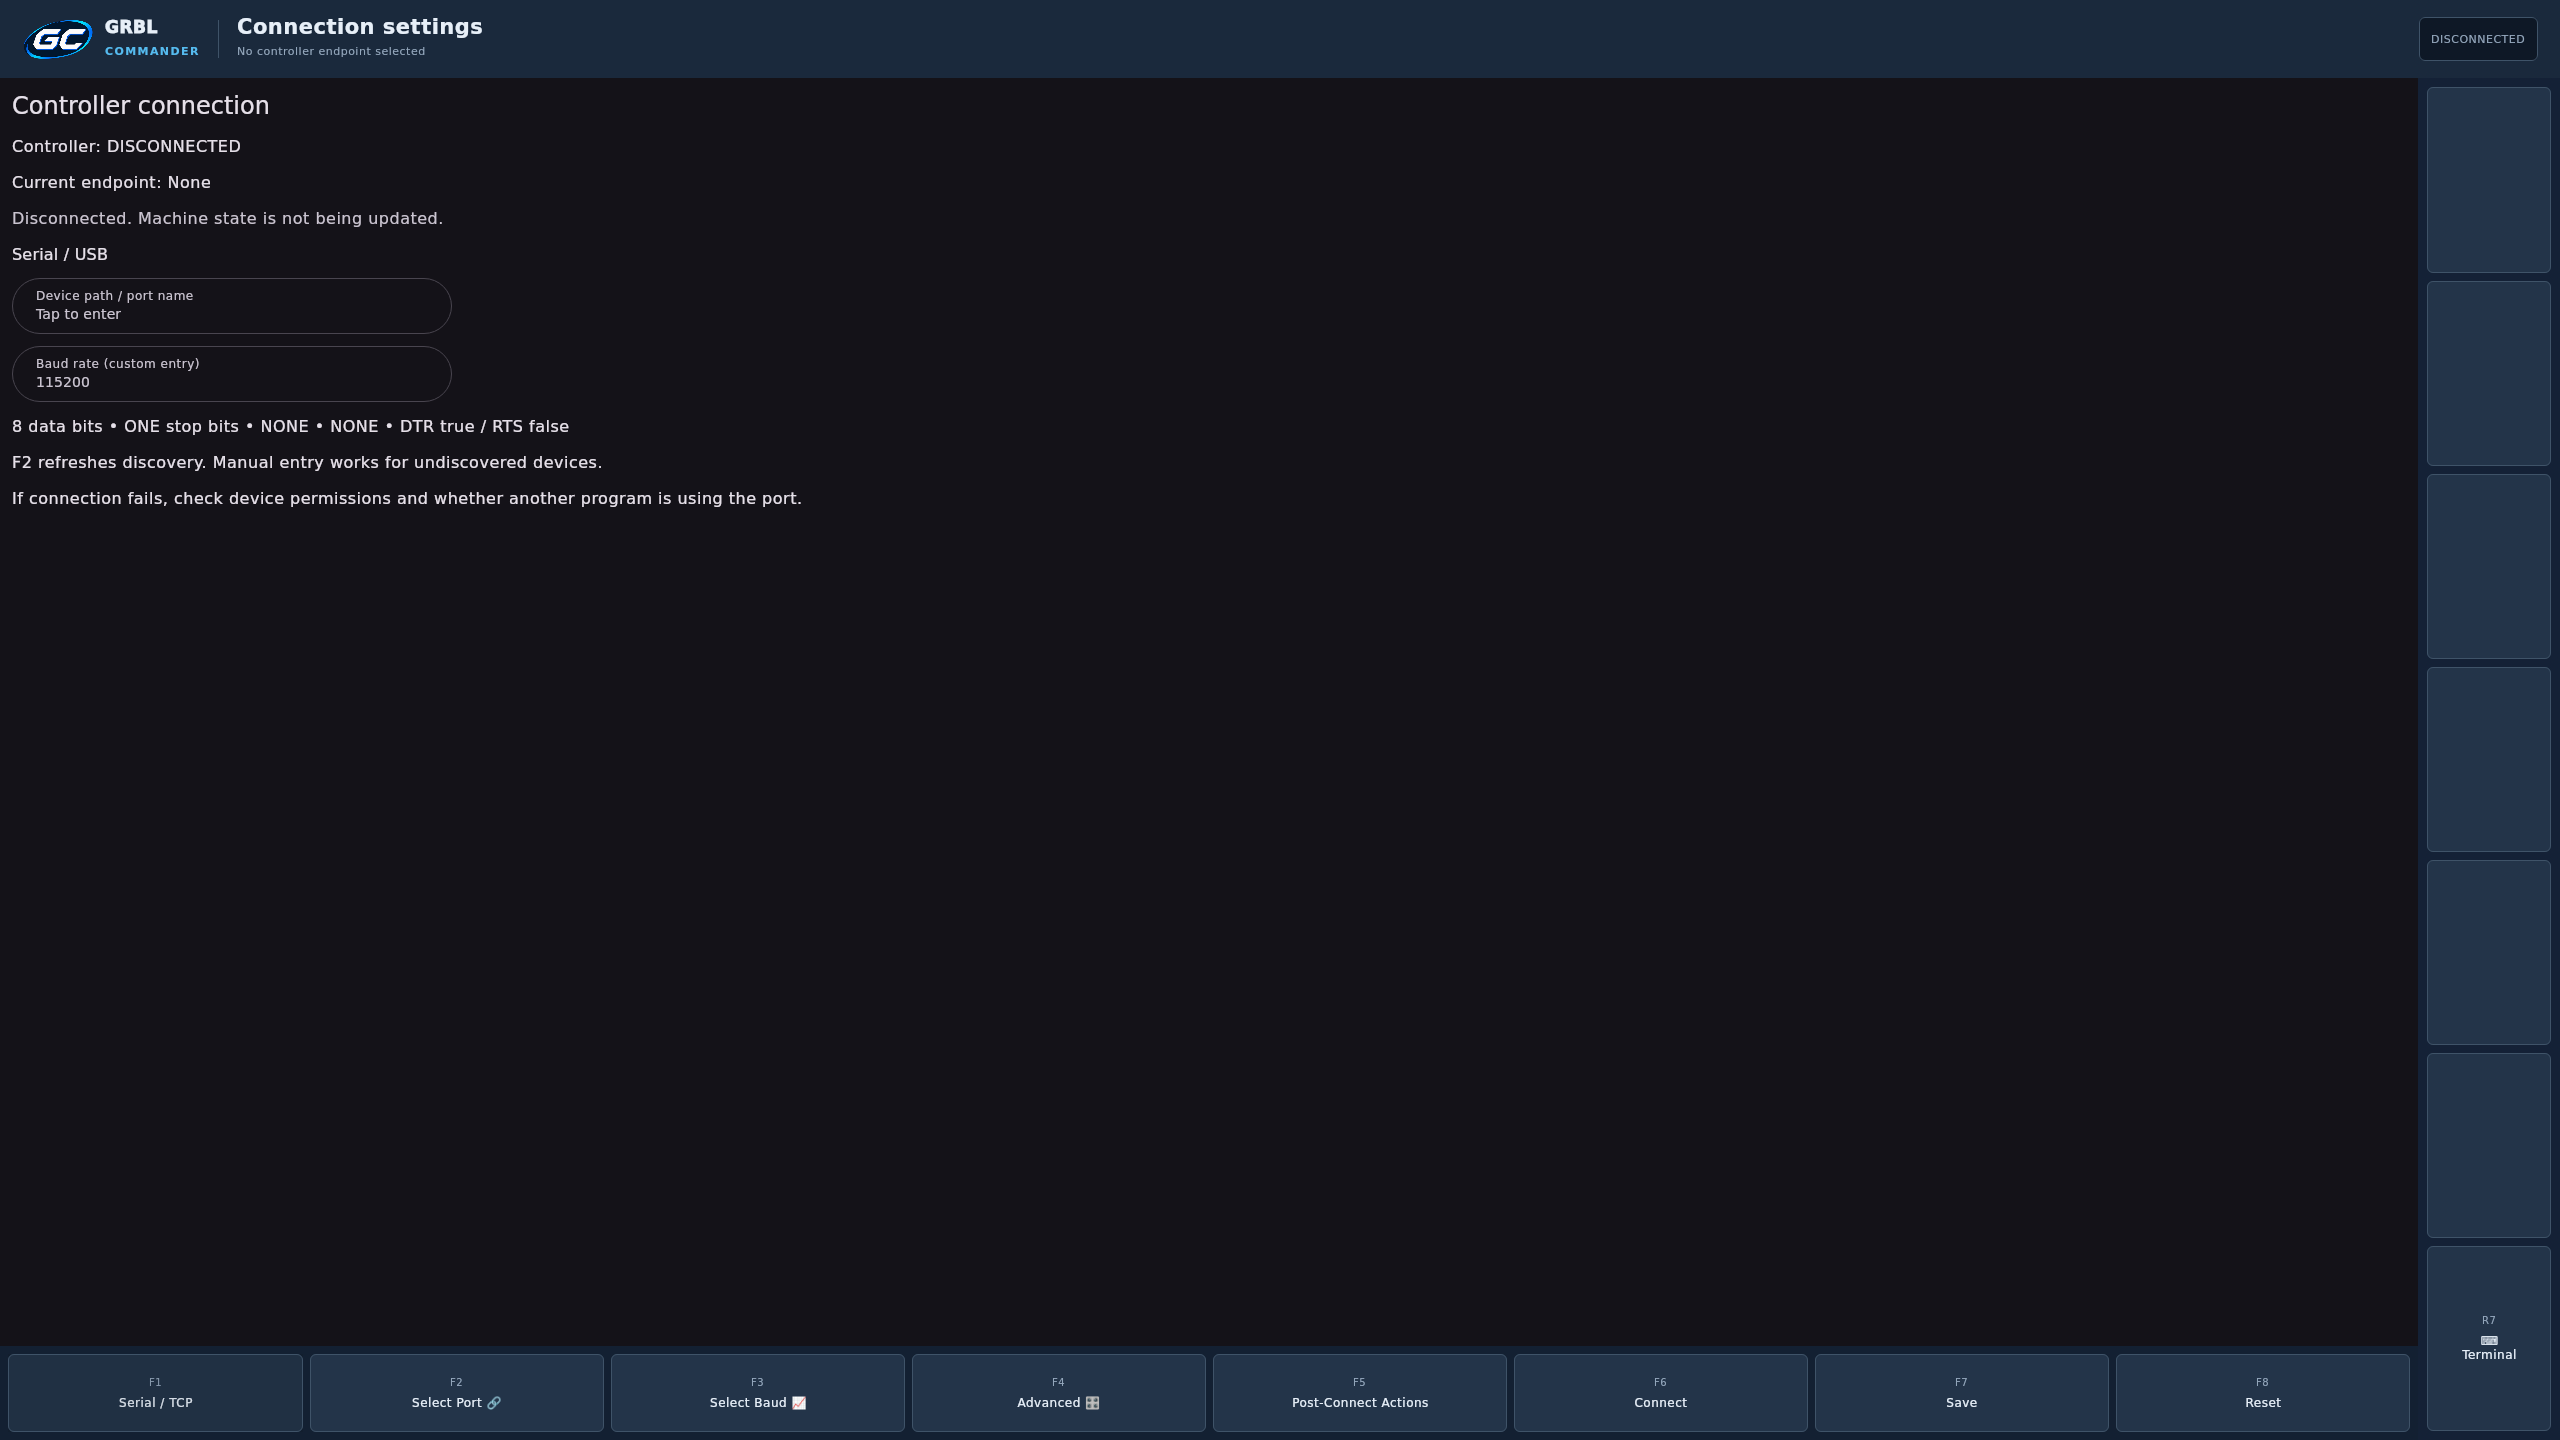 GC
GRBL
COMMANDER
Connection settings
No controller endpoint selected
DISCONNECTED
Controller connection
Controller: DISCONNECTED
Current endpoint: None
Disconnected. Machine state is not being updated.
Serial / USB
Device path / port name
Tap to enter
Baud rate (custom entry)
115200
8 data bits • ONE stop bits • NONE • NONE • DTR true / RTS false
F2 refreshes discovery. Manual entry works for undiscovered devices.
If connection fails, check device permissions and whether another program is using the port.
R7
Terminal
F1
Serial / TCP
F2
Select Port
F3
Select Baud
F4
Advanced
F5
Post-Connect Actions
F6
Connect
F7
Save
F8
Reset